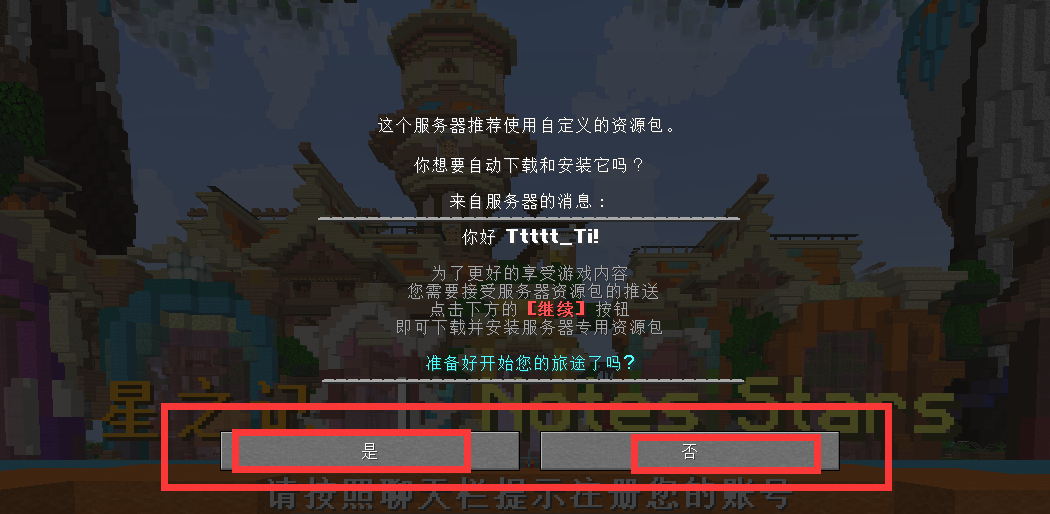 这个服务器推荐使用自定义的资源包。
你想要自动下载和安装它吗？
来自服务器的消息：
你好 Ttttt_Ti!
为了更好的享受游戏内容
您需要接受服务器资源包的推送
点击下方的【继续】按钮
即可下载并安装服务器专用资源包
准备好开始您的旅途了吗?
星之记 Notes Stars
是 否
请按照聊天栏提示注册您的账号